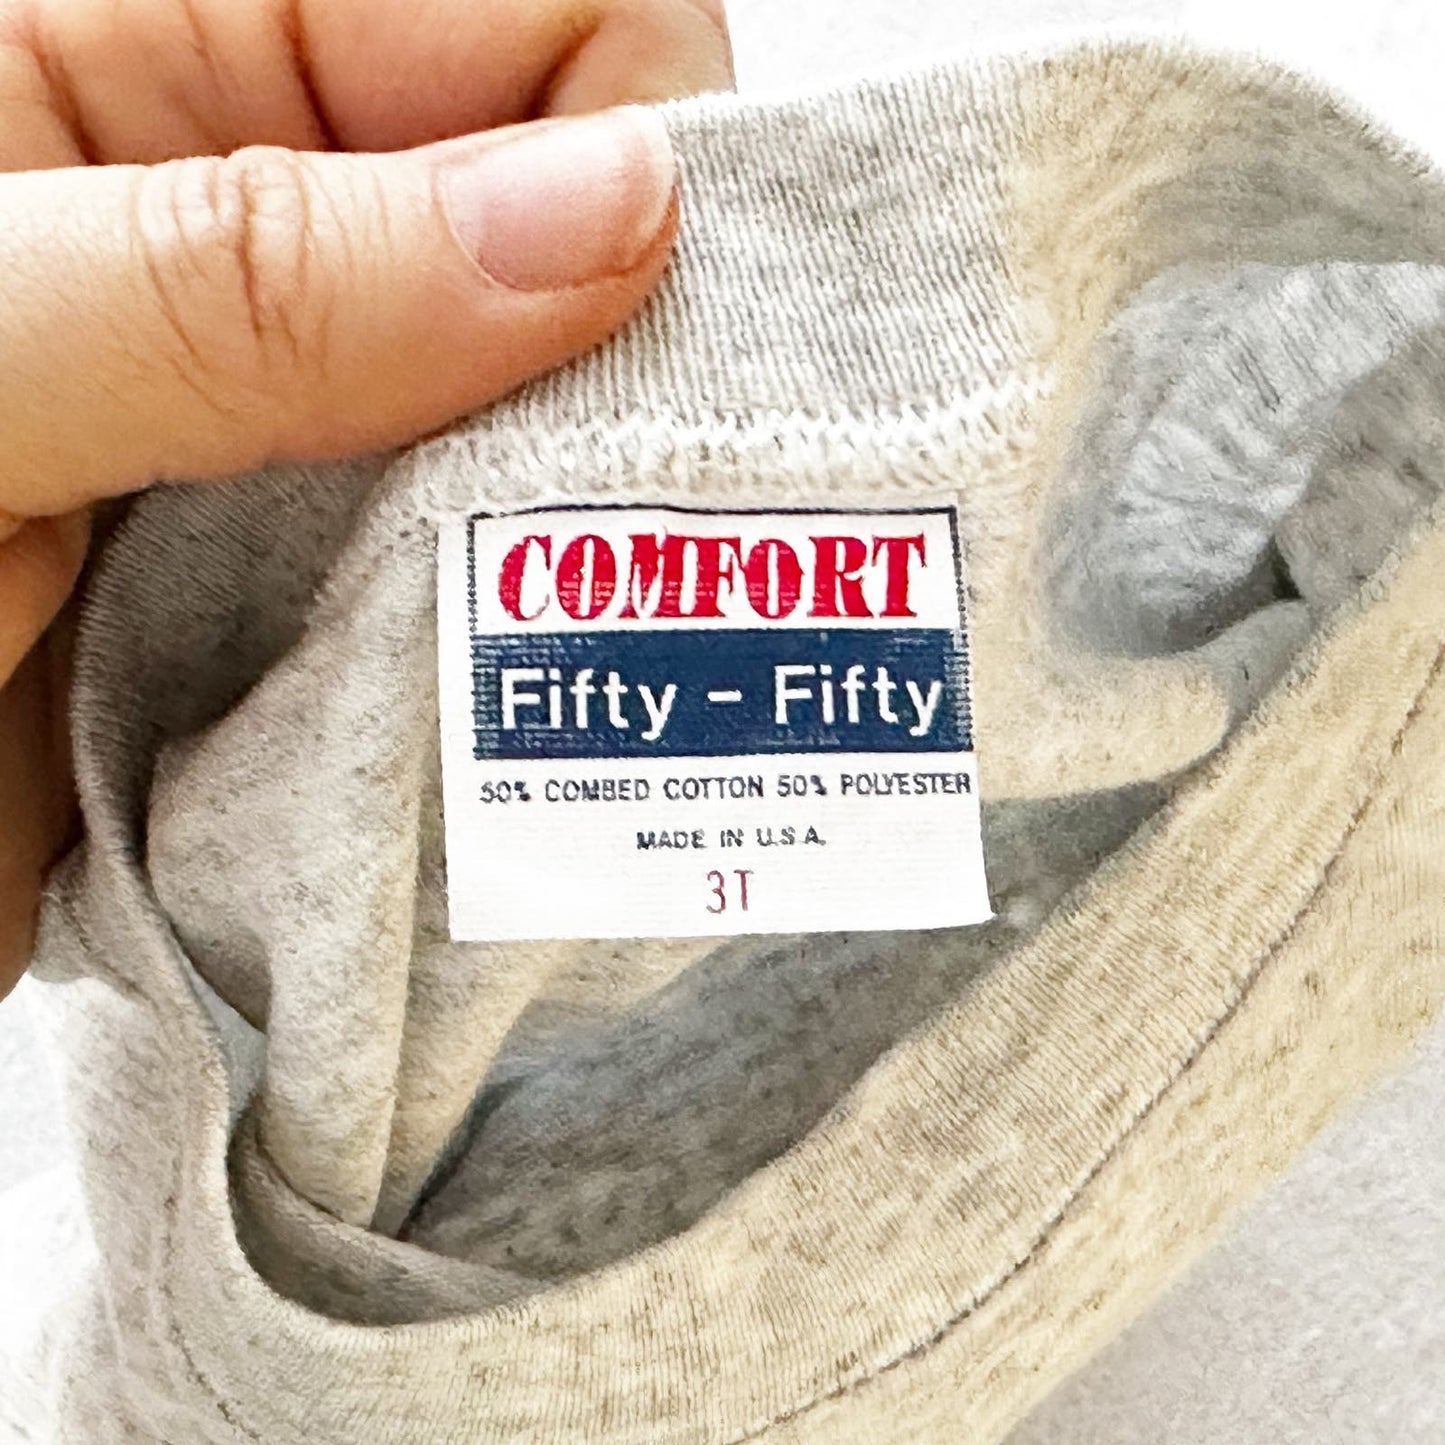 COMFORT
Fifty - Fifty
50% COMBED COTTON 50% POLYESTER
MADE IN U.S.A.
3T